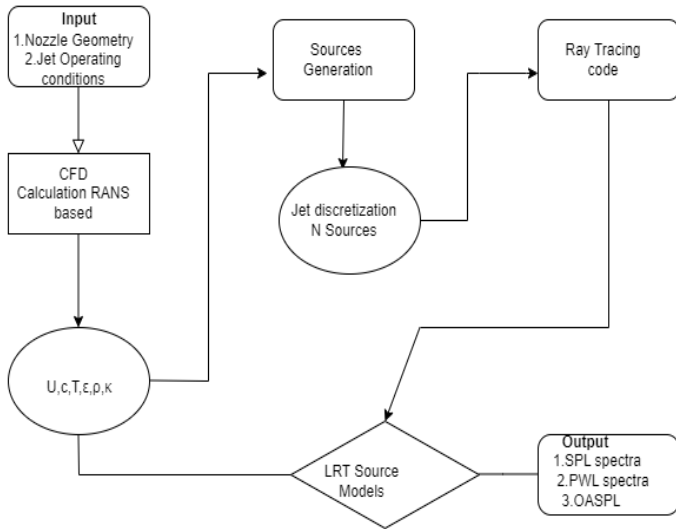 Input
1.Nozzle Geometry
2.Jet Operating
conditions
Sources
Generation
Ray Tracing
code
CFD
Calculation RANS
based
Jet discretization
N Sources
U,c,T,ε,ρ,κ
LRT Source
Models
Output
1.SPL spectra
2.PWL spectra
3.OASPL